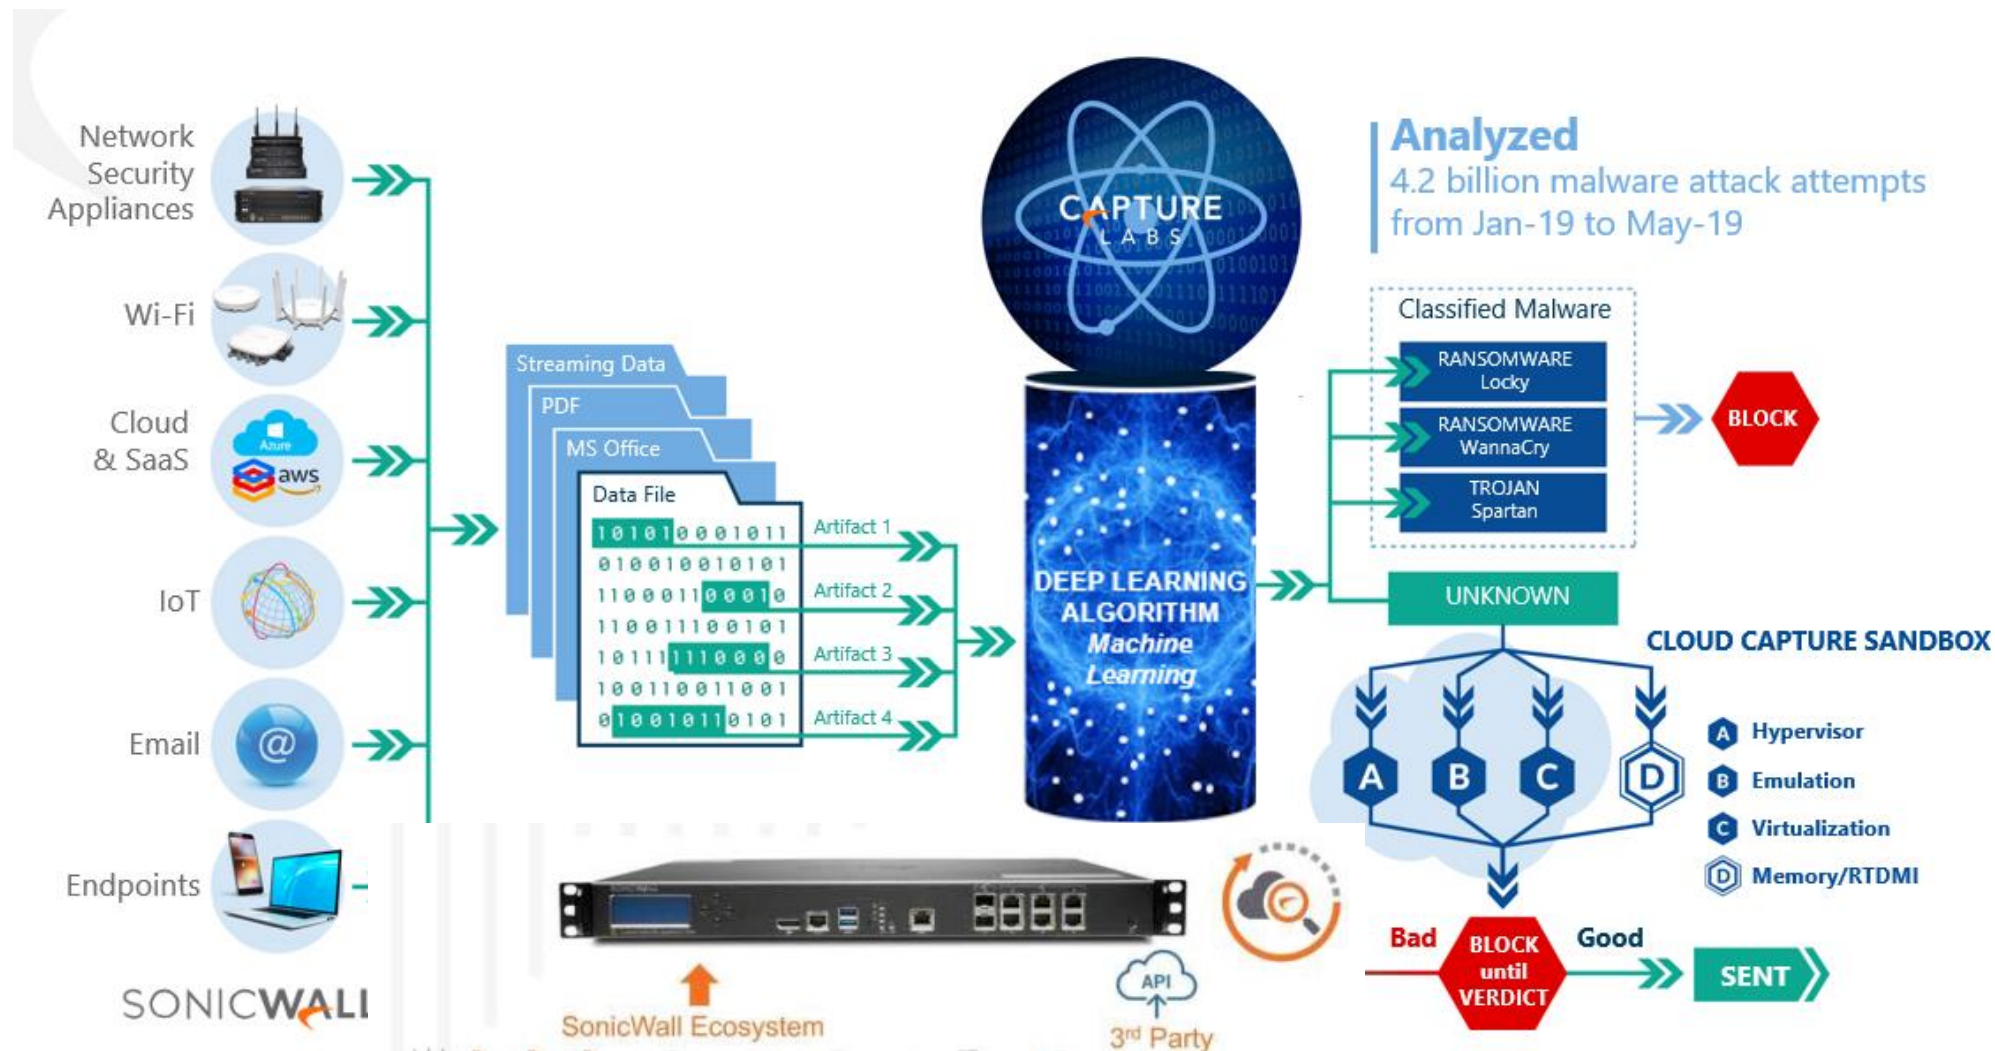 Network
Security
Appliances
Wi-Fi
Cloud
& SaaS
Azure
aws
IoT
@
Email
Endpoints
SONICWALL
Streaming Data
PDF
MS Office
Data File
101010001011
010010010101
110001100010
110011100101
101111110000
100110011001
010010110101
Artifact 1
Artifact 2
Artifact 3
Artifact 4
CAPTURE
LABS
DEEP LEARNING
ALGORITHM
Machine
Learning
Analyzed
4.2 billion malware attack attempts
from Jan-19 to May-19
Classified Malware
RANSOMWARE
Locky
RANSOMWARE
WannaCry
TROJAN
Spartan
BLOCK
UNKNOWN
CLOUD CAPTURE SANDBOX
A
B
C
D
A Hypervisor
B Emulation
C Virtualization
D Memory/RTDMI
Bad
BLOCK
until
VERDICT
Good
SENT
SONICWALL
SonicWall Ecosystem
API
3rd Party